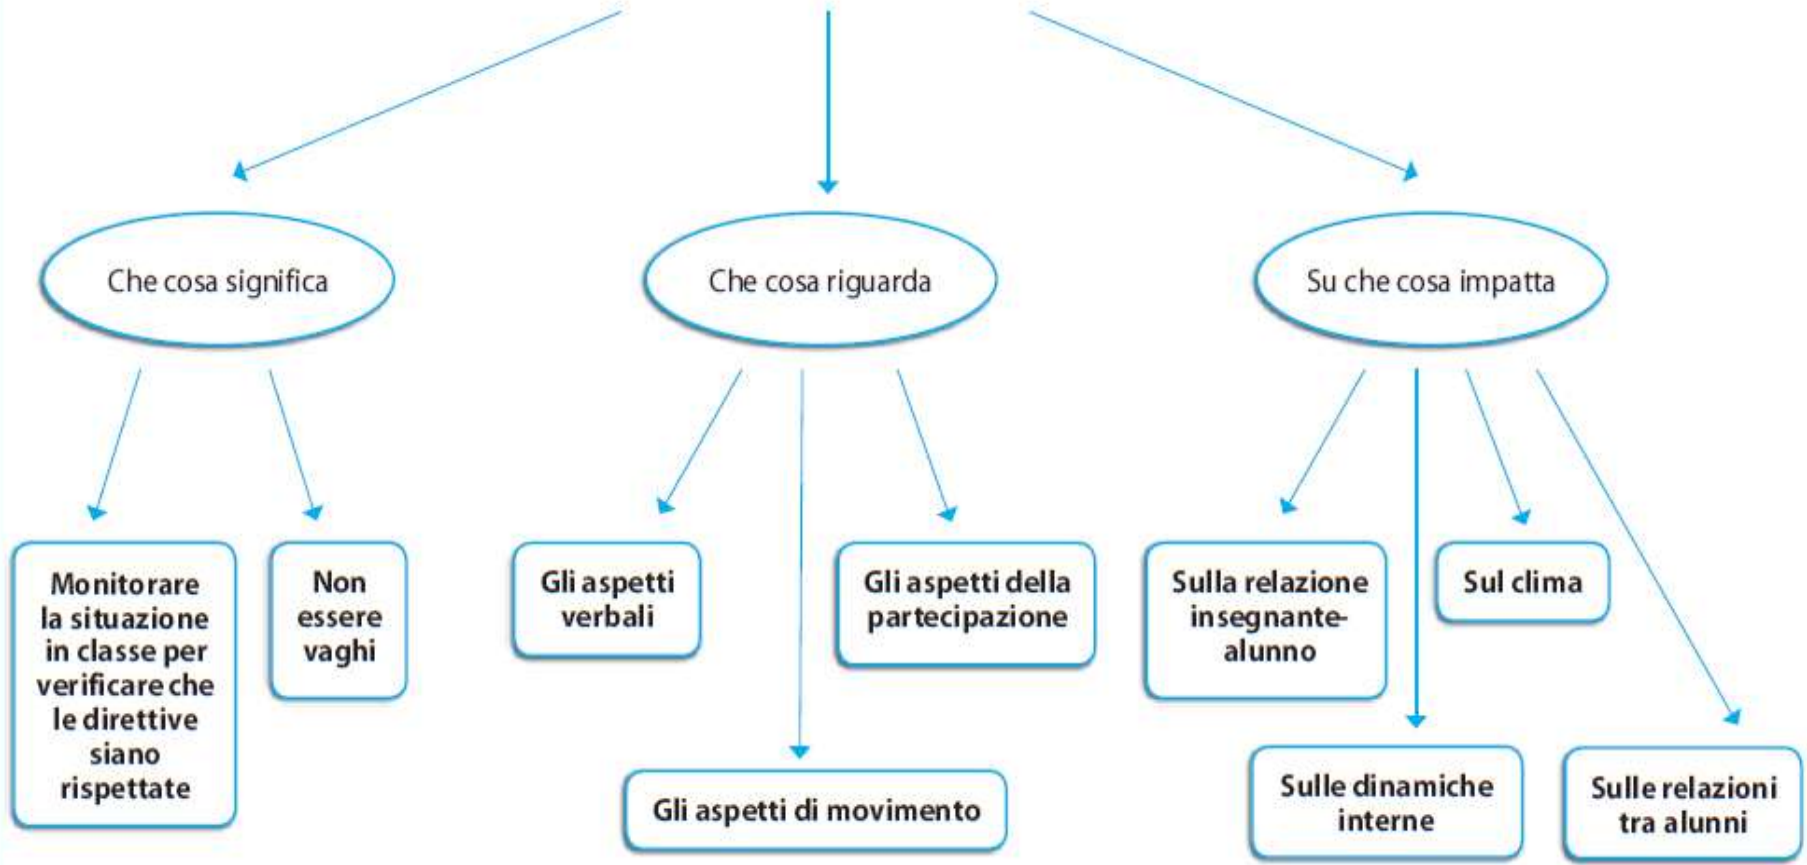 Che cosa significa
Che cosa riguarda
Su che cosa impatta
Monitorare
la situazione
in classe per
verificare che
le direttive
siano
rispettate
Non
essere
vaghi
Gli aspetti
verbali
Gli aspetti di movimento
Gli aspetti della
partecipazione
Sulla relazione
insegnante-
alunno
Sulle dinamiche
interne
Sul clima
Sulle relazioni
tra alunni